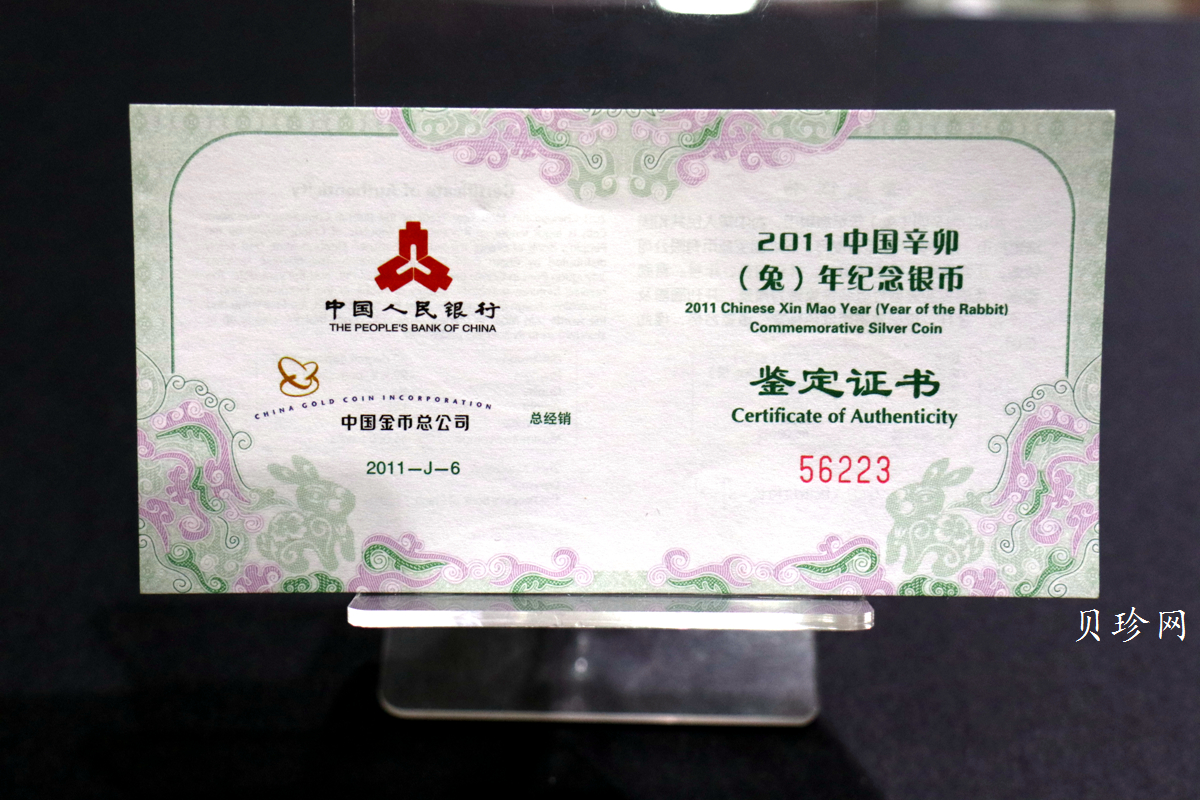 中国人民银行
THE PEOPLE'S BANK OF CHINA
CHINA GOLD COIN INCORPORATION
中国金币总公司 总经销
2011—J—6
2011中国辛卯
（兔）年纪念银币
2011 Chinese Xin Mao Year (Year of the Rabbit)
Commemorative Silver Coin
鉴定证书
Certificate of Authenticity
56223
贝珍网